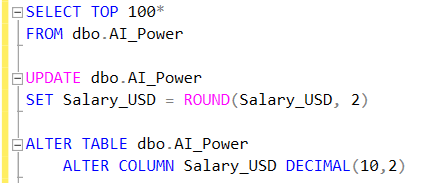 SELECT TOP 100*
FROM dbo.AI_Power
UPDATE dbo.AI_Power
SET Salary_USD = ROUND(Salary_USD, 2)
ALTER TABLE dbo.AI_Power
ALTER COLUMN Salary_USD DECIMAL(10,2)